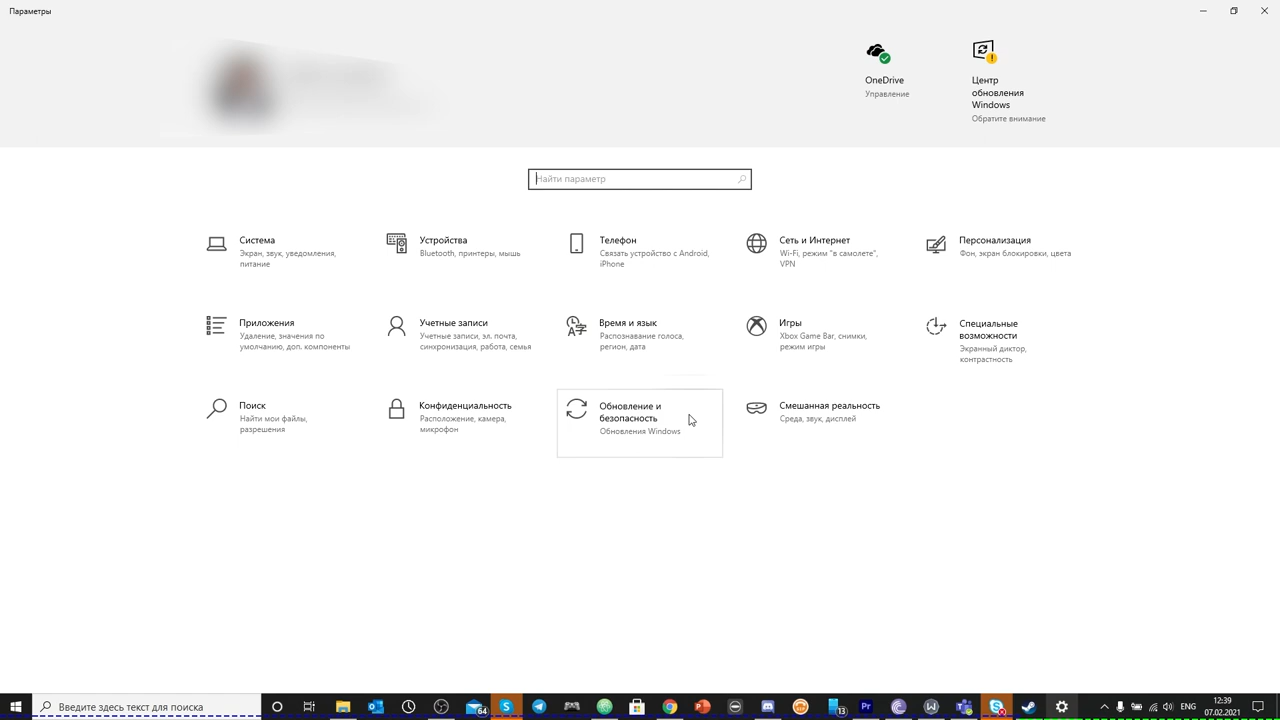 Параметры
OneDrive
Управление
Центр
обновления
Windows
Обратите внимание
Найти параметр
Система
Экран, звук, уведомления,
питание
Устройства
Bluetooth, принтеры, мышь
Телефон
Связать устройство с Android,
iPhone
Сеть и Интернет
Wi-Fi, режим "в самолете",
VPN
Персонализация
Фон, экран блокировки, цвета
Приложения
Удаление, значения по
умолчанию, доп. компоненты
Учетные записи
Учетные записи, эл. почта,
синхронизация, работа, семья
Время и язык
Распознавание голоса,
регион, дата
Игры
Xbox Game Bar, снимки,
режим игры
Специальные
возможности
Экранный диктор,
контрастность
Поиск
Найти мои файлы,
разрешения
Конфиденциальность
Расположение, камера,
микрофон
Обновление и
безопасность
Обновления Windows
Смешанная реальность
Среда, звук, дисплей
Введите здесь текст для поиска
64
13
Pr
ENG
12:39
07.02.2021